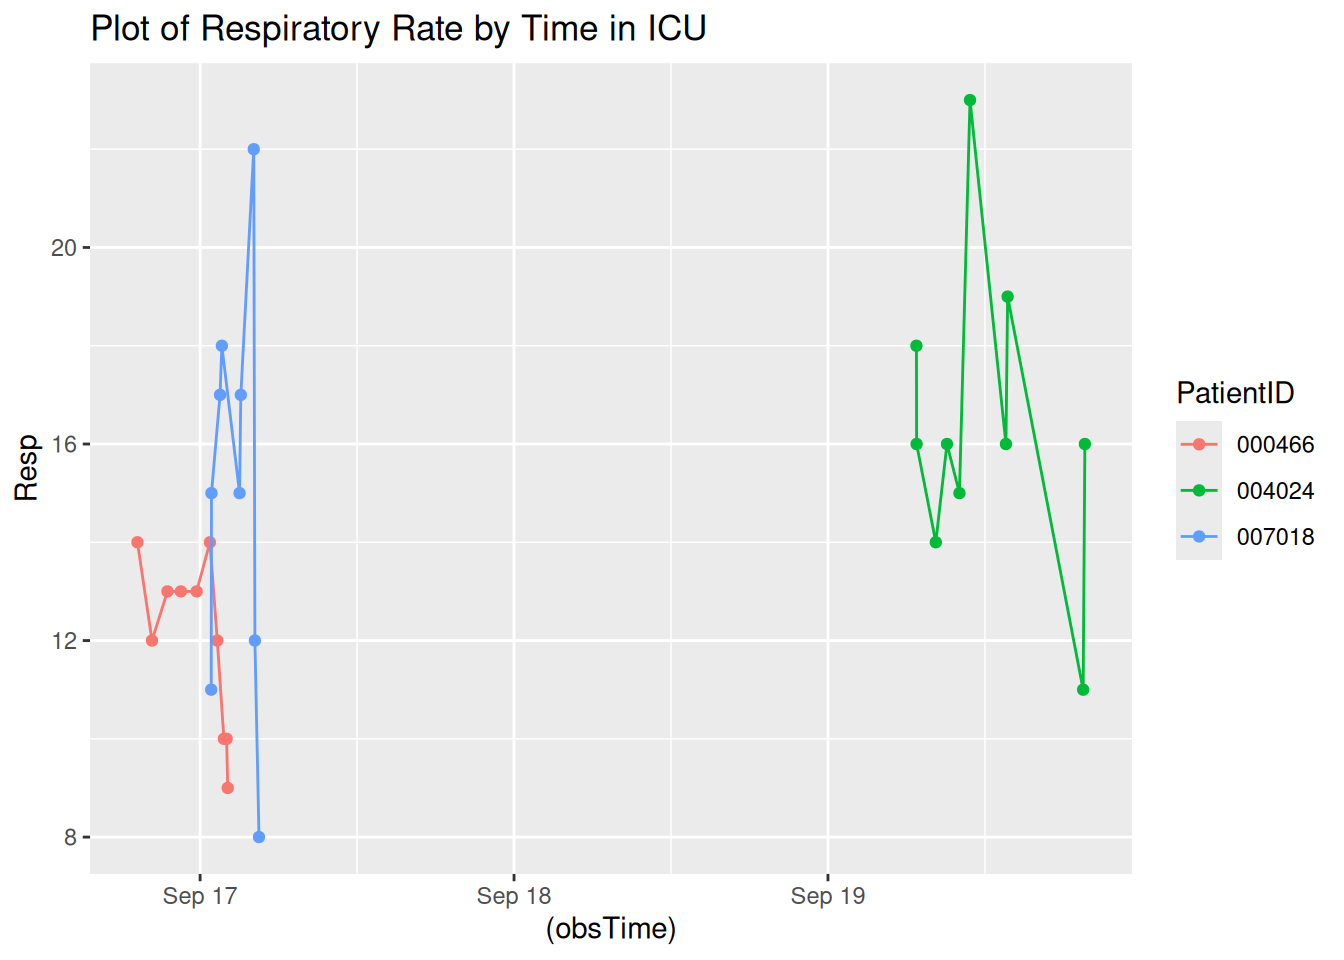 Plot of Respiratory Rate by Time in ICU
Resp
20
16
12
8
Sep 17
Sep 18
Sep 19
(obsTime)
PatientID
000466
004024
007018